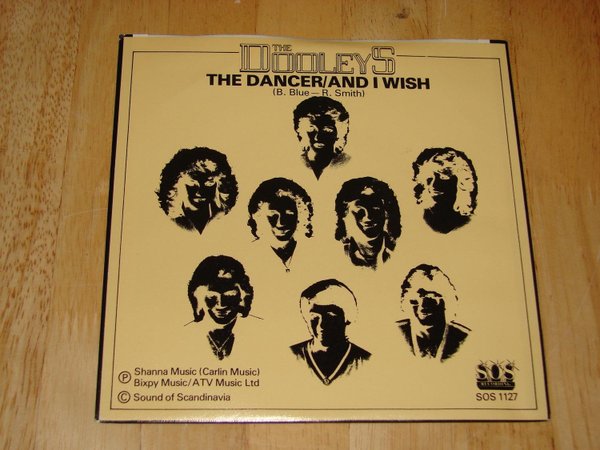 THE
DOOLEYS
THE DANCER/AND I WISH
(B. Blue — R. Smith)
Ⓟ Shanna Music (Carlin Music)
Bixpy Music/ATV Music Ltd
© Sound of Scandinavia
SOS
RECORDING
SOS 1127